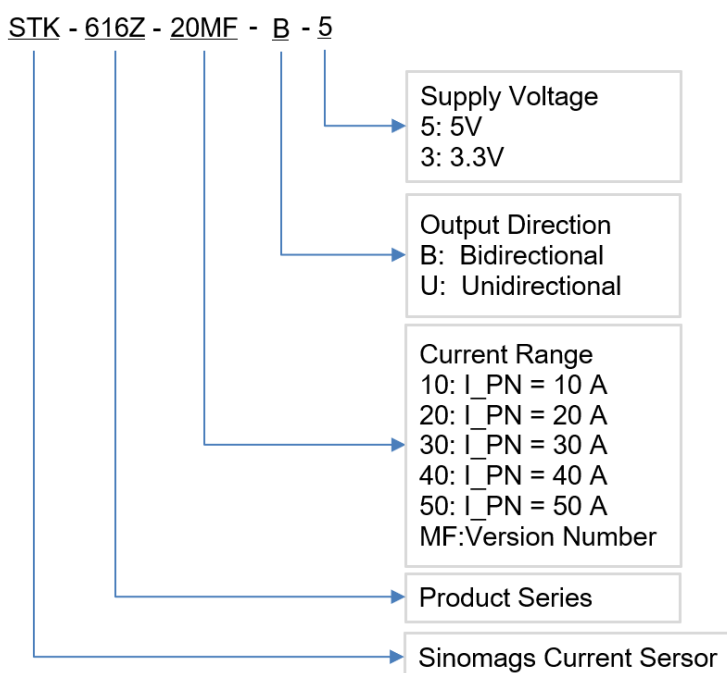 STK - 616Z - 20MF - B - 5
Supply Voltage
5: 5V
3: 3.3V
Output Direction
B: Bidirectional
U: Unidirectional
Current Range
10: I_PN = 10 A
20: I_PN = 20 A
30: I_PN = 30 A
40: I_PN = 40 A
50: I_PN = 50 A
MF:Version Number
Product Series
Sinomags Current Sersor